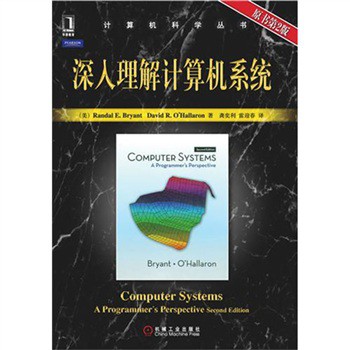 计算机科学丛书
原书第2版
PEARSON
深入理解计算机系统
(美) Randal E. Bryant David R. O'Hallaron 著 龚奕利 雷迎春 译
Second Edition
COMPUTER SYSTEMS
A PROGRAMMER'S PERSPECTIVE
Bryant • O'Hallaron
Computer Systems
A Programmer's Perspective Second Edition
机械工业出版社
China Machine Press